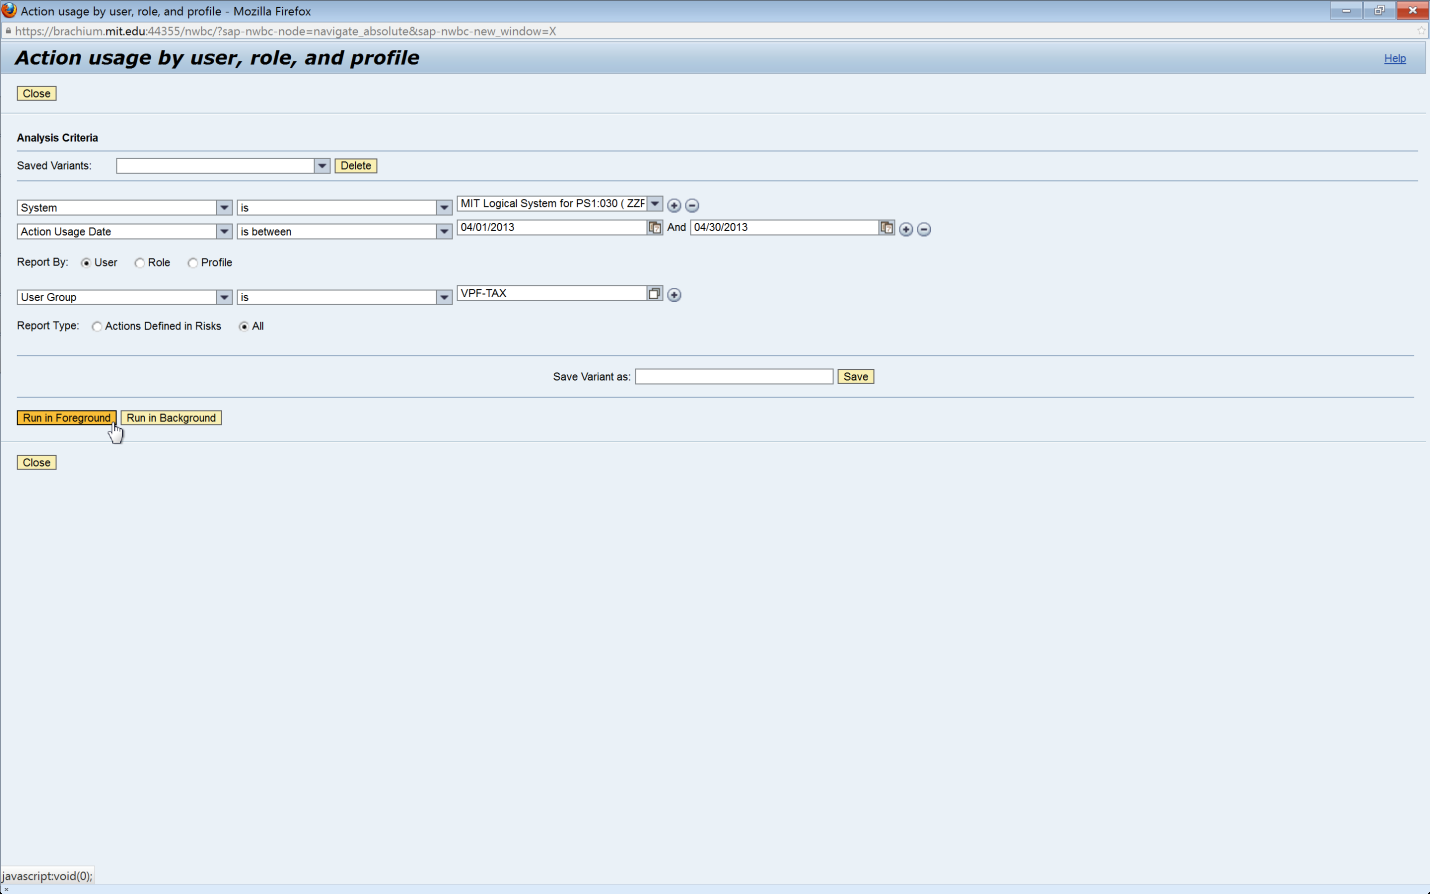 Action usage by user, role, and profile - Mozilla Firefox
https://brachium.mit.edu:44355/nwbc/?sap-nwbc-node=navigate_absolute&sap-nwbc-new_window=X
Action usage by user, role, and profile
Help
Close
Analysis Criteria
Saved Variants: Delete
System is MIT Logical System for PS1:030 ( ZZF
Action Usage Date is between 04/01/2013 And 04/30/2013
Report By: User Role Profile
User Group is VPF-TAX
Report Type: Actions Defined in Risks All
Save Variant as: Save
Run in Foreground Run in Background
Close
javascript:void(0);